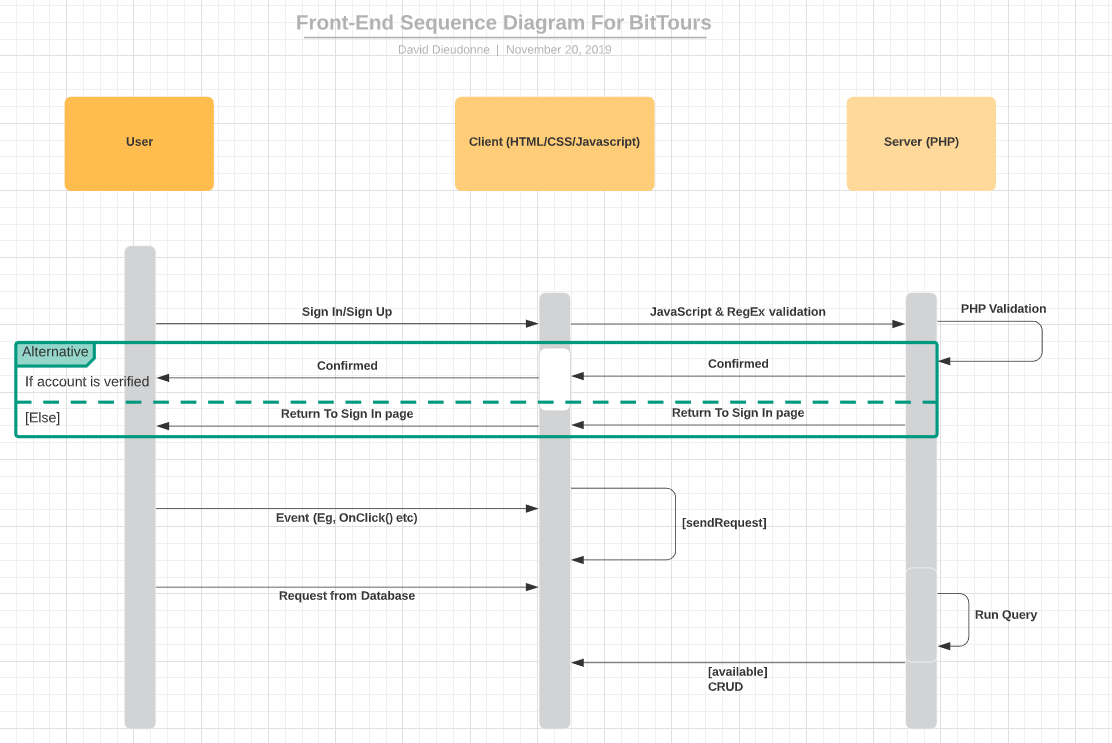 Front-End Sequence Diagram For BitTours
David Dieudonne | November 20, 2019
User
Client (HTML/CSS/Javascript)
Server (PHP)
Sign In/Sign Up
JavaScript & RegEx validation
PHP Validation
Alternative
If account is verified
Confirmed
Confirmed
[Else]
Return To Sign In page
Return To Sign In page
Event (Eg, OnClick() etc)
[sendRequest]
Request from Database
Run Query
[available]
CRUD